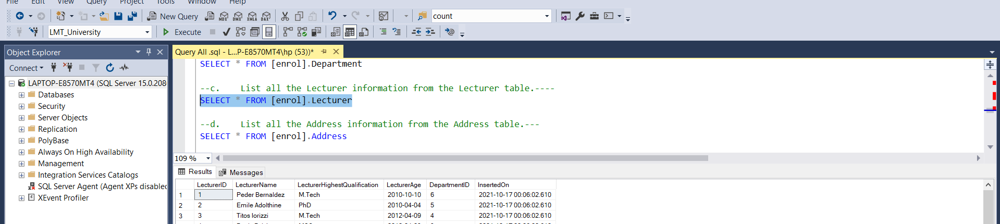 File Edit View Query Project Tools Window Help
New Query MDX DMX XMLA DAX count
LMT_University Execute
Object Explorer
Connect
LAPTOP-E8570MT4 (SQL Server 15.0.208
Databases
Security
Server Objects
Replication
PolyBase
Always On High Availability
Management
Integration Services Catalogs
SQL Server Agent (Agent XPs disable
XEvent Profiler
Query All .sql - L...P-E8570MT4\hp (53))*
SELECT * FROM [enrol].Department
--c. List all the Lecturer information from the Lecturer table.----
SELECT * FROM [enrol].Lecturer
--d. List all the Address information from the Address table.---
SELECT * FROM [enrol].Address
109 %
Results Messages
LecturerID LecturerName LecturerHighestQualification LecturerAge DepartmentID InsertedOn
1 1 Peder Bernaldez M.Tech 2010-10-10 6 2021-10-17 00:06:02.610
2 2 Emile Adolthine PhD 2010-04-04 5 2021-10-17 00:06:02.610
3 3 Titos Iorizzi M.Tech 2012-04-09 4 2021-10-17 00:06:02.610